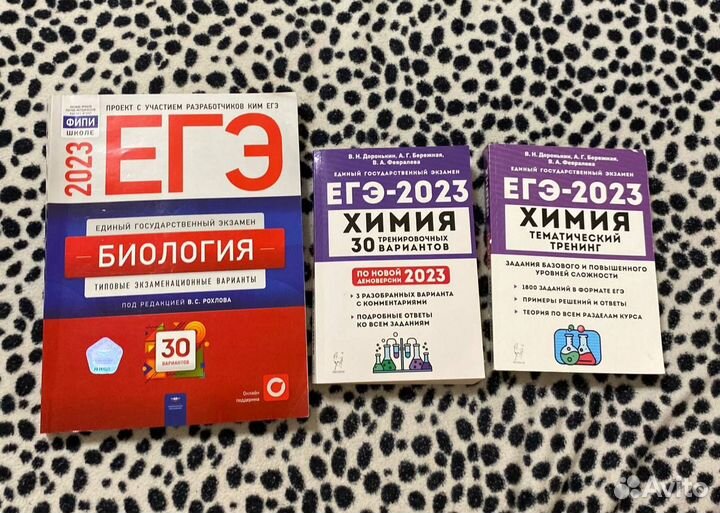 ПРОЕКТ С УЧАСТИЕМ РАЗРАБОТЧИКОВ КИМ ЕГЭ
ФИПИ
ШКОЛЕ
2023
ЕГЭ
ЕДИНЫЙ ГОСУДАРСТВЕННЫЙ ЭКЗАМЕН
БИОЛОГИЯ
ТИПОВЫЕ ЭКЗАМЕНАЦИОННЫЕ ВАРИАНТЫ
ПОД РЕДАКЦИЕЙ В.С. РОХЛОВА
30
ВАРИАНТОВ
Онлайн
поддержка
В. Н. Доронькин, А. Г. Бережная,
В. А. Февралева
ЕДИНЫЙ ГОСУДАРСТВЕННЫЙ ЭКЗАМЕН
ЕГЭ-2023
ХИМИЯ
30 ТРЕНИРОВОЧНЫХ
ВАРИАНТОВ
ПО НОВОЙ
ДЕМОВЕРСИИ 2023
3 РАЗОБРАННЫХ ВАРИАНТА
С КОММЕНТАРИЯМИ
ПОДРОБНЫЕ ОТВЕТЫ
КО ВСЕМ ЗАДАНИЯМ
В. Н. Доронькин, А. Г. Бережная,
В. А. Февралева
ЕДИНЫЙ ГОСУДАРСТВЕННЫЙ ЭКЗАМЕН
ЕГЭ-2023
ХИМИЯ
ТЕМАТИЧЕСКИЙ
ТРЕНИНГ
ЗАДАНИЯ БАЗОВОГО И ПОВЫШЕННОГО
УРОВНЕЙ СЛОЖНОСТИ
1800 ЗАДАНИЙ В ФОРМАТЕ ЕГЭ
ПРИМЕРЫ РЕШЕНИЙ И ОТВЕТЫ
ТЕОРИЯ ПО ВСЕМ РАЗДЕЛАМ КУРСА
Avito